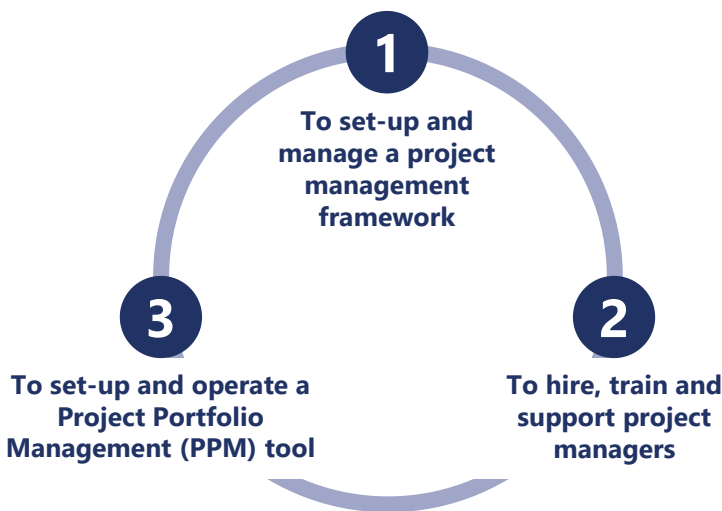 1
To set-up and
manage a project
management
framework
2
To hire, train and
support project
managers
3
To set-up and operate a
Project Portfolio
Management (PPM) tool